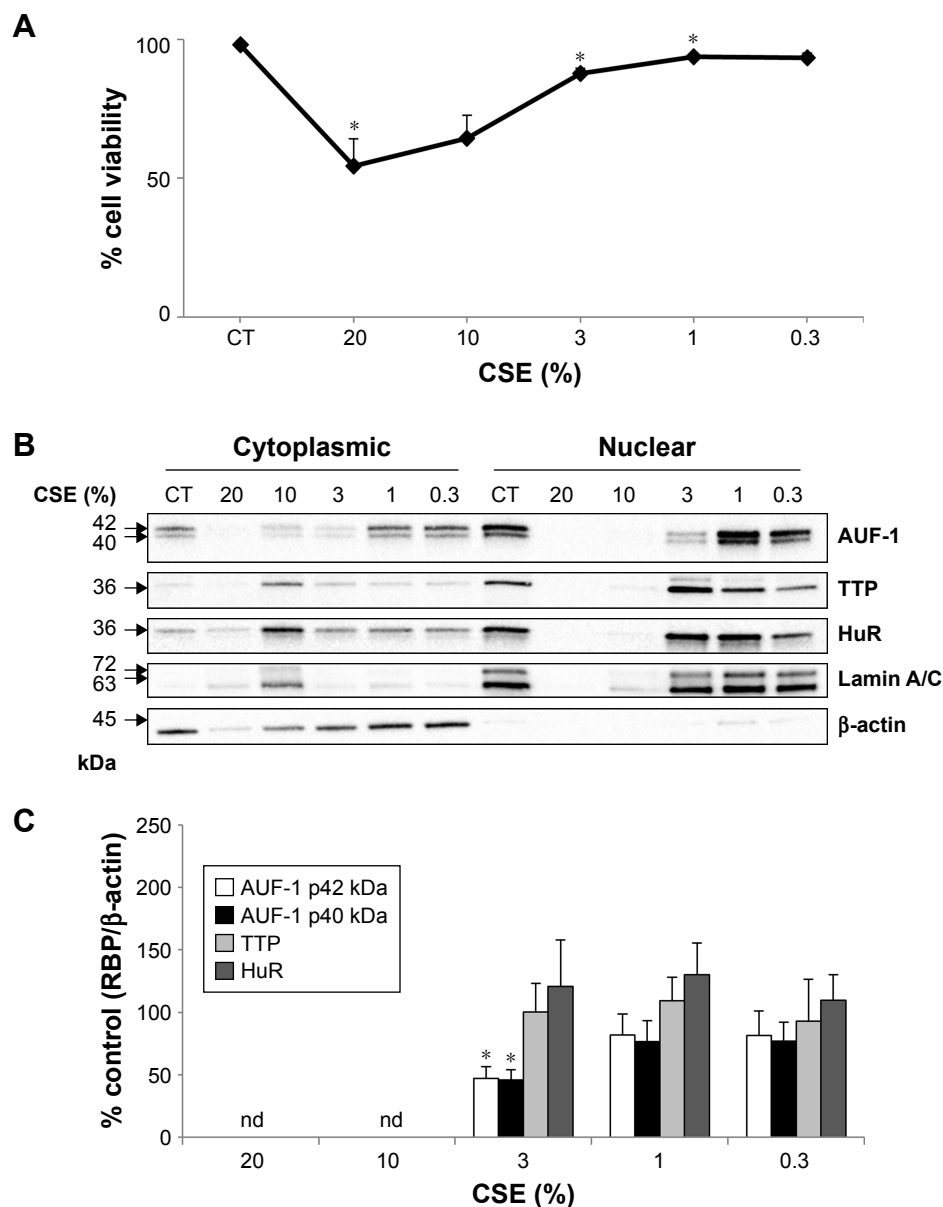 A
100
50
0
% cell viability
*
*
*
CT 20 10 3 1 0.3
CSE (%)
B
Cytoplasmic Nuclear
CSE (%) CT 20 10 3 1 0.3 CT 20 10 3 1 0.3
42
40
AUF-1
36
TTP
36
HuR
72
63
Lamin A/C
45
β-actin
kDa
C
250
200
150
100
50
0
% control (RBP/β-actin)
AUF-1 p42 kDa
AUF-1 p40 kDa
TTP
HuR
nd nd
* *
20 10 3 1 0.3
CSE (%)